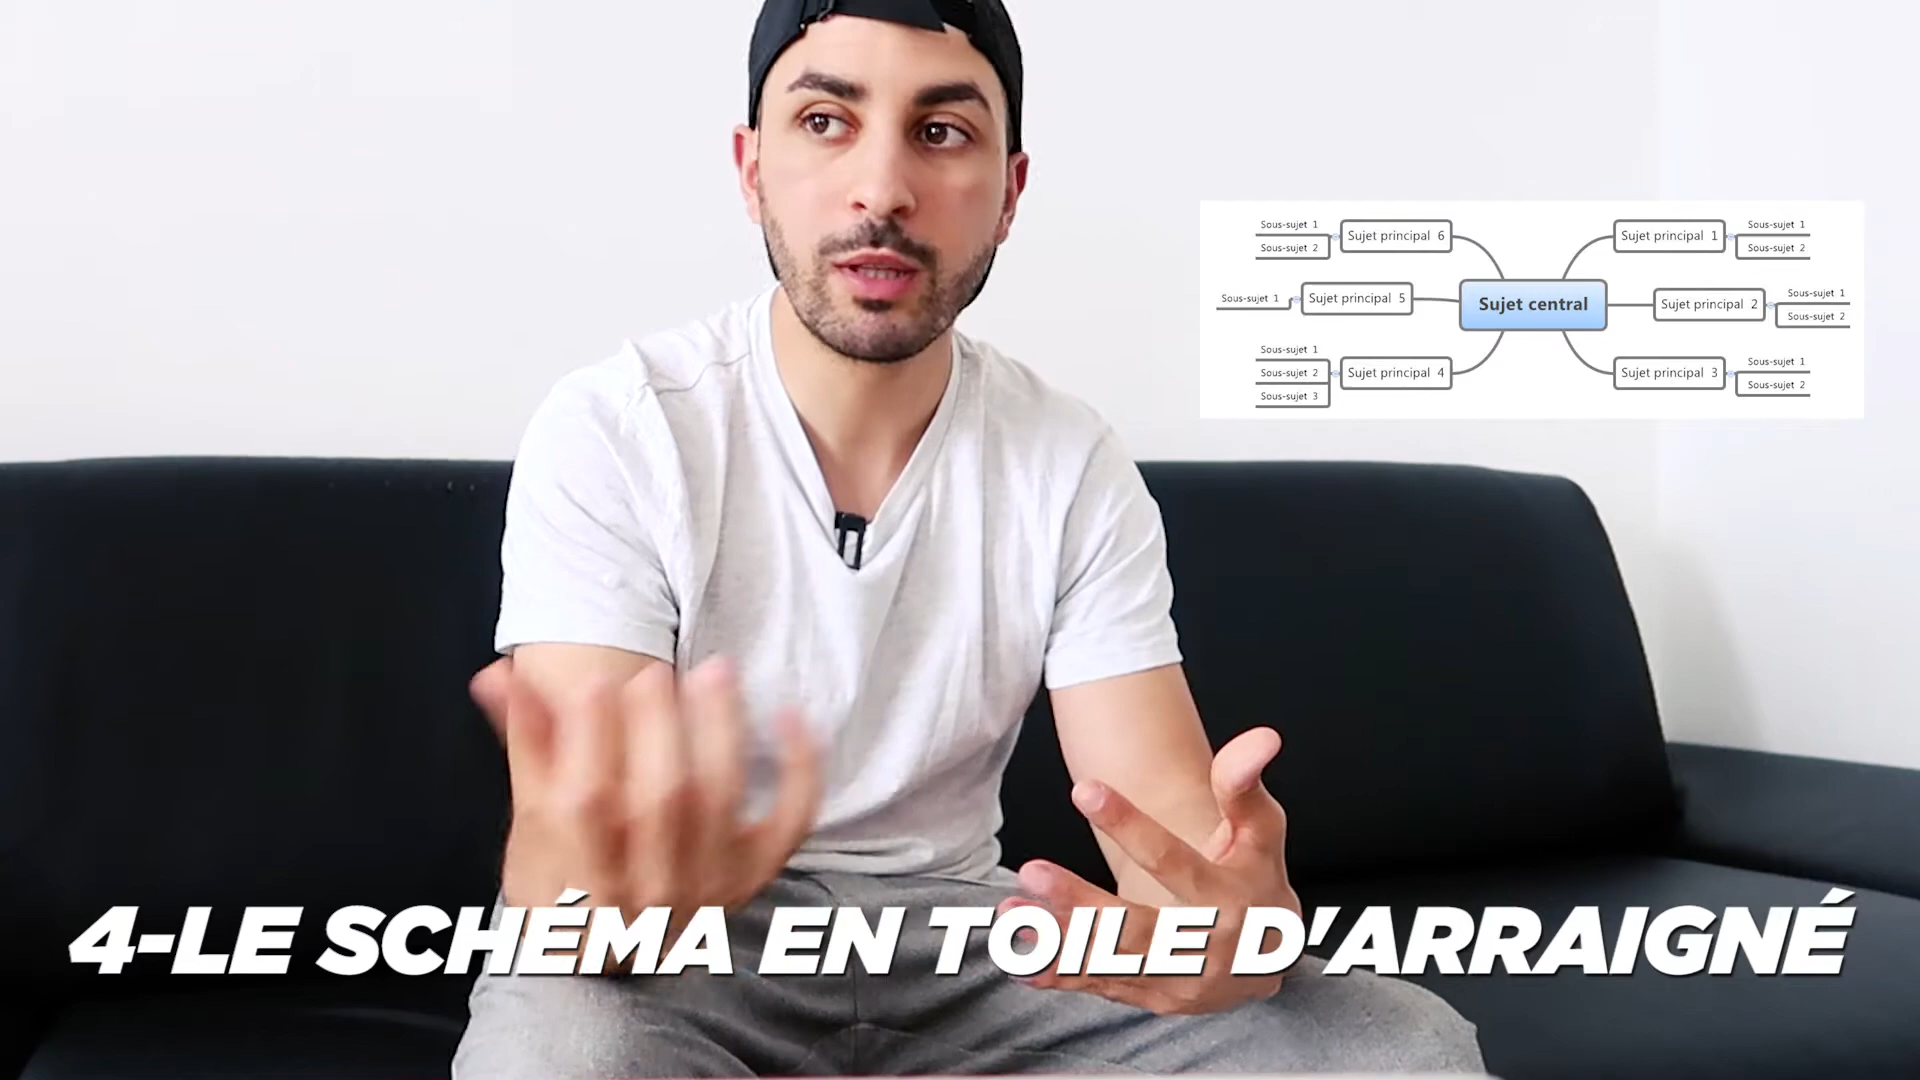 Sous-sujet 1
Sous-sujet 2
Sujet principal 6
Sujet principal 1
Sous-sujet 1
Sous-sujet 2
Sous-sujet 1
Sujet principal 5
Sujet central
Sujet principal 2
Sous-sujet 1
Sous-sujet 2
Sous-sujet 1
Sous-sujet 2
Sous-sujet 3
Sujet principal 4
Sujet principal 3
Sous-sujet 1
Sous-sujet 2
4-LE SCHÉMA EN TOILE D'ARRAIGNÉ